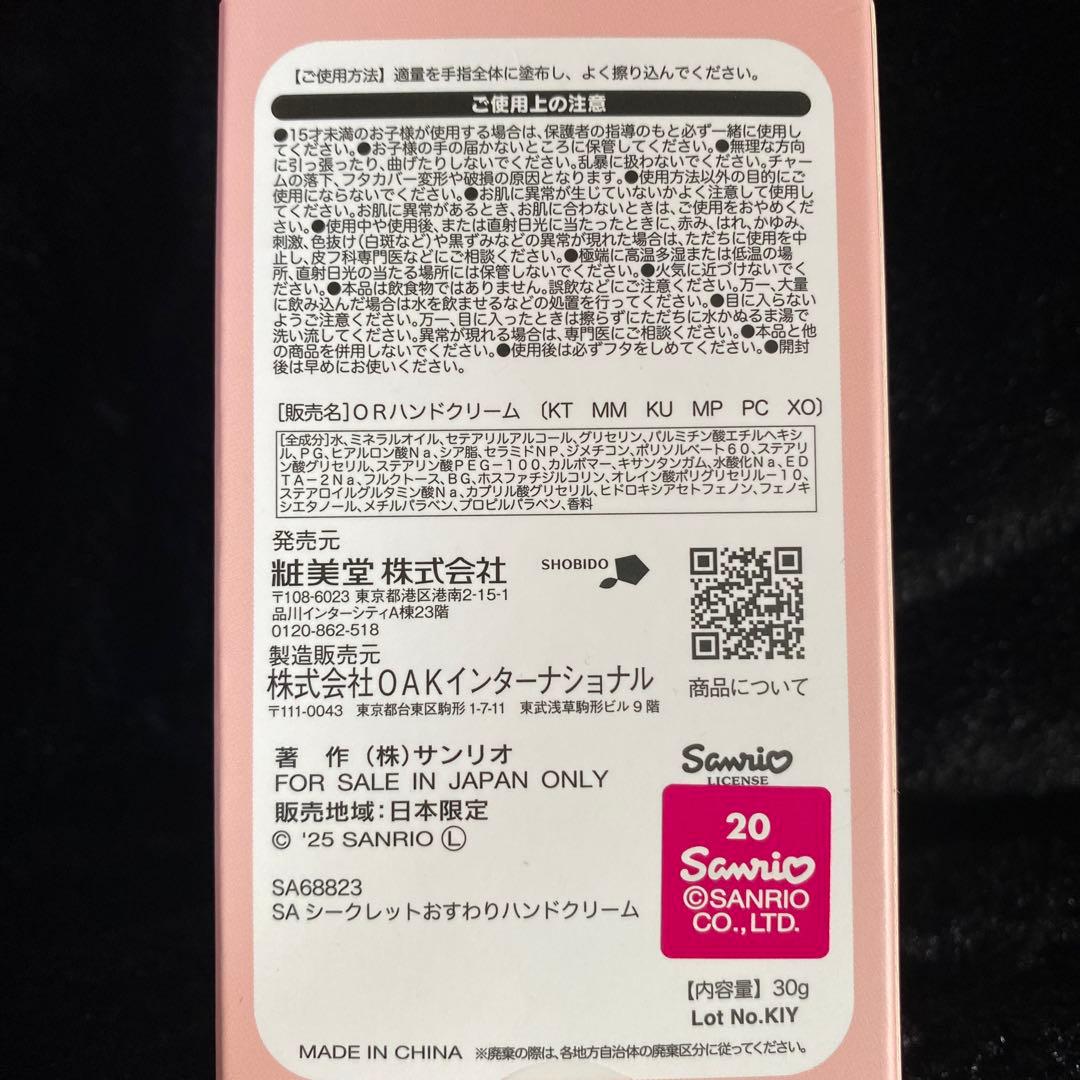 【ご使用方法】適量を手指全体に塗布し、よく擦り込んでください。
ご使用上の注意
●15才未満のお子様が使用する場合は、保護者の指導のもと必ず一緒に使用し
てください。●お子様の手の届かないところに保管してください。●無理な方向
に引っ張ったり、曲げたりしないでください。乱暴に扱わないでください。チャー
ムの落下、フタカバー変形や破損の原因となります。●使用方法以外の目的にご
使用にならないでください。●お肌に異常が生じていないかよく注意して使用し
てください。お肌に異常があるとき、お肌に合わないときは、ご使用をおやめくだ
さい。●使用中や使用後、または直射日光に当たったときに、赤み、はれ、かゆみ、
刺激、色抜け(白斑など)や黒ずみなどの異常が現れた場合は、ただちに使用を中
止し、皮フ科専門医などにご相談ください。●極端に高温多湿または低温の場
所、直射日光の当たる場所には保管しないでください。●火気に近づけないでく
ださい。●本品は飲食物ではありません。誤飲などにご注意ください。万一、大量
に飲み込んだ場合は水を飲ませるなどの処置を行ってください。●目に入らない
ようご注意ください。万一、目に入ったときは擦らずにただちに水かぬるま湯で
洗い流してください。異常が現れる場合は、専門医にご相談ください。●本品と他
の商品を併用しないでください。●使用後は必ずフタをしめてください。●開封
後は早めにお使いください。
[販売名]ORハンドクリーム 〔KT MM KU MP PC XO〕
[全成分]水、ミネラルオイル、セテアリルアルコール、グリセリン、パルミチン酸エチルヘキシ
ル、PG、ヒアルロン酸Na、シア脂、セラミドNP、ジメチコン、ポリソルベート60、ステアリ
ン酸グリセリル、ステアリン酸PEG-100、カルボマー、キサンタンガム、水酸化Na、ED
TA-2Na、フルクトース、BG、ホスファチジルコリン、オレイン酸ポリグリセリル-10、
ステアロイルグルタミン酸Na、カプリル酸グリセリル、ヒドロキシアセトフェノン、フェノキ
シエタノール、メチルパラベン、プロピルパラベン、香料
発売元
粧美堂 株式会社
SHOBIDO
〒108-6023 東京都港区港南2-15-1
品川インターシティA棟23階
0120-862-518
製造販売元
株式会社OAKインターナショナル
〒111-0043 東京都台東区駒形1-7-11 東武浅草駒形ビル9階
商品について
著 作 (株)サンリオ
FOR SALE IN JAPAN ONLY
販売地域:日本限定
© '25 SANRIO Ⓛ
Sanrio
LICENSE
20
Sanrio
©SANRIO
CO.,LTD.
SA68823
SAシークレットおすわりハンドクリーム
【内容量】30g
Lot No.KIY
MADE IN CHINA ※廃棄の際は、各地方自治体の廃棄区分に従ってください。